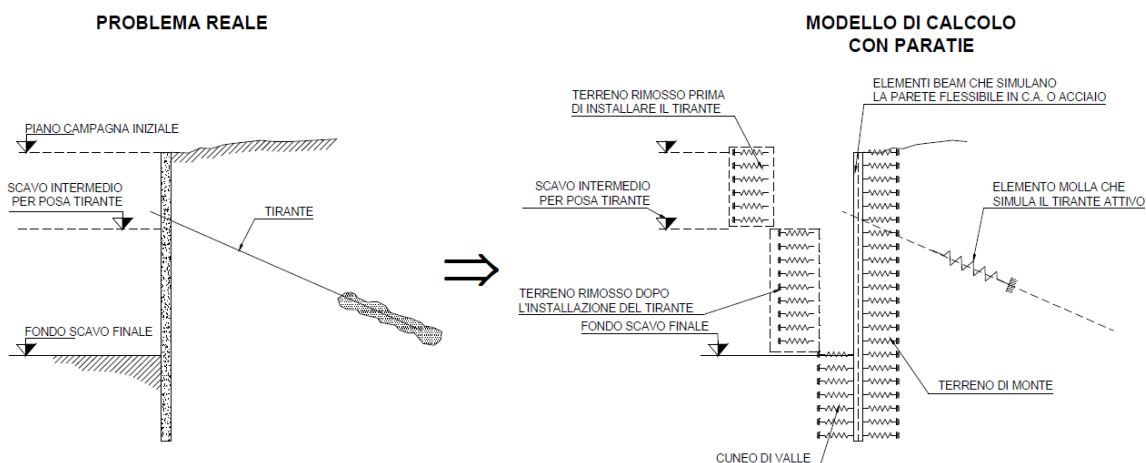 PROBLEMA REALE
PIANO CAMPAGNA INIZIALE
SCAVO INTERMEDIO
PER POSA TIRANTE
TIRANTE
FONDO SCAVO FINALE
MODELLO DI CALCOLO
CON PARATIE
TERRENO RIMOSSO PRIMA
DI INSTALLARE IL TIRANTE
ELEMENTI BEAM CHE SIMULANO
LA PARETE FLESSIBILE IN C.A. O ACCIAIO
SCAVO INTERMEDIO
PER POSA TIRANTE
ELEMENTO MOLLA CHE
SIMULA IL TIRANTE ATTIVO
TERRENO RIMOSSO DOPO
L'INSTALLAZIONE DEL TIRANTE
FONDO SCAVO FINALE
TERRENO DI MONTE
CUNEO DI VALLE